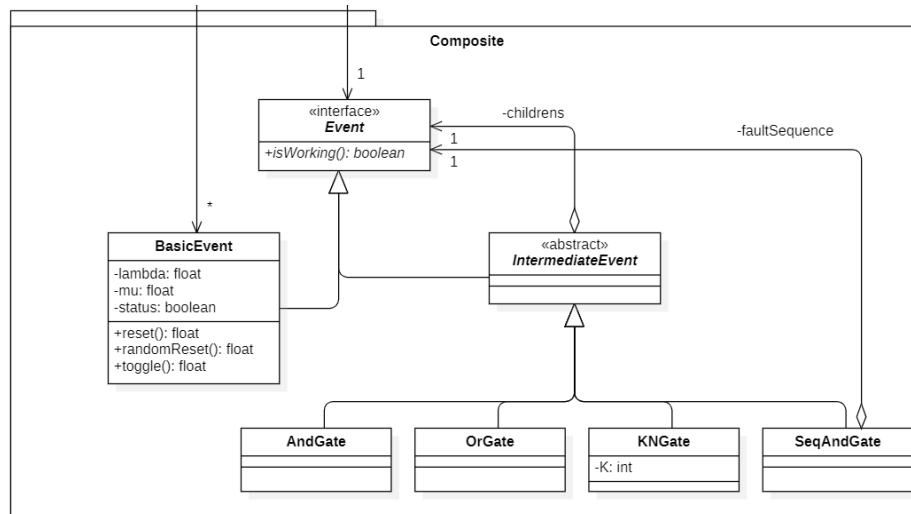 Composite
1
«interface»
Event
+isWorking(): boolean
-childrens
1
-faultSequence
1
*
BasicEvent
-lambda: float
-mu: float
-status: boolean
+reset(): float
+randomReset(): float
+toggle(): float
«abstract»
IntermediateEvent
AndGate
OrGate
KNGate
-K: int
SeqAndGate